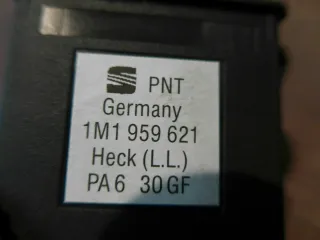 PNT
Germany
1M1 959 621
Heck (L.L.)
PA 6 30 GF